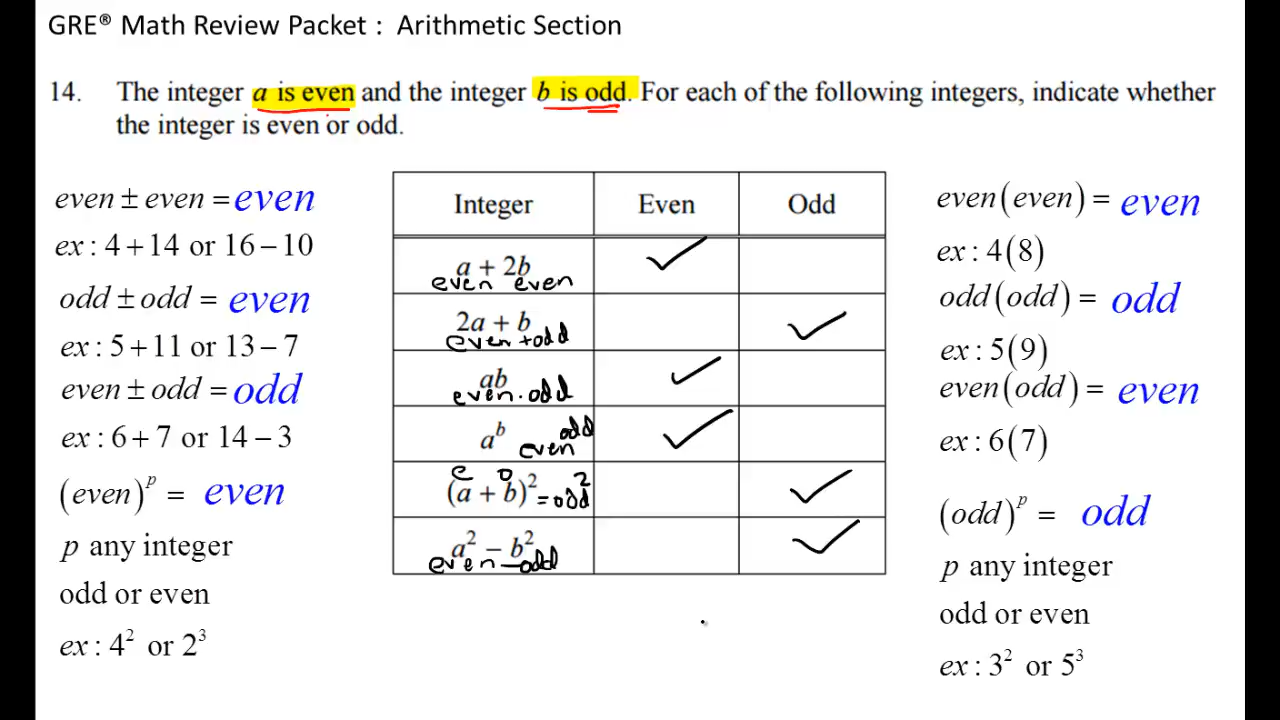 GRE® Math Review Packet : Arithmetic Section
14. The integer a is even and the integer b is odd. For each of the following integers, indicate whether
the integer is even or odd.
even ± even = even
ex : 4 + 14 or 16 − 10
odd ± odd = even
ex : 5 + 11 or 13 − 7
even ± odd = odd
ex : 6 + 7 or 14 − 3
(even)^p = even
p any integer
odd or even
ex : 4² or 2³
Integer Even Odd
a + 2b ✓
even even
2a + b ✓
even + odd
ab ✓
even · odd
a^b ✓
even^odd
e o
(a + b)² = odd² ✓
a² − b² ✓
even − odd
even(even) = even
ex : 4(8)
odd(odd) = odd
ex : 5(9)
even(odd) = even
ex : 6(7)
(odd)^p = odd
p any integer
odd or even
ex : 3² or 5³